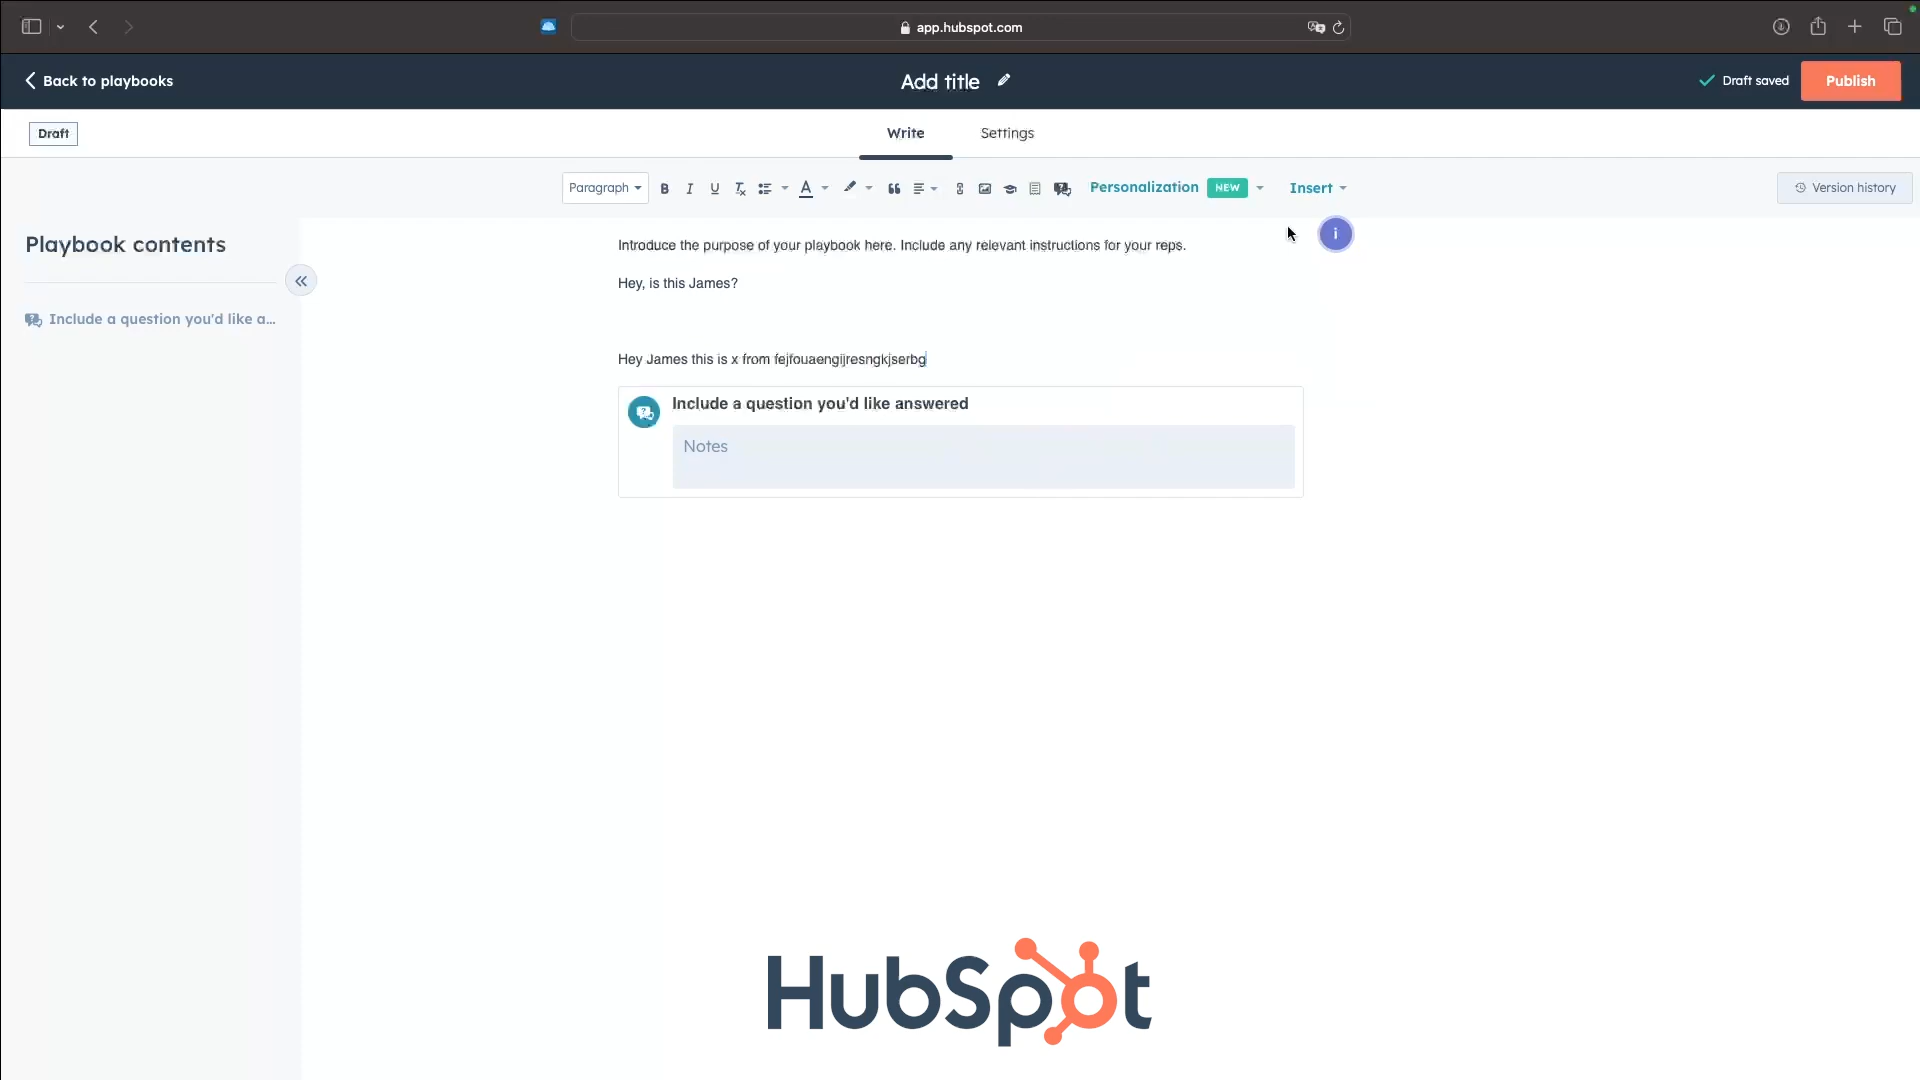 app.hubspot.com
Back to playbooks
Add title
Draft saved
Publish
Draft
Write
Settings
Paragraph
B I U
A
Personalization NEW
Insert
Version history
Playbook contents
Introduce the purpose of your playbook here. Include any relevant instructions for your reps.
i
Hey, is this James?
Include a question you'd like a...
Hey James this is x from fejfouaengijresngkjserbg
Include a question you'd like answered
Notes
HubSpot